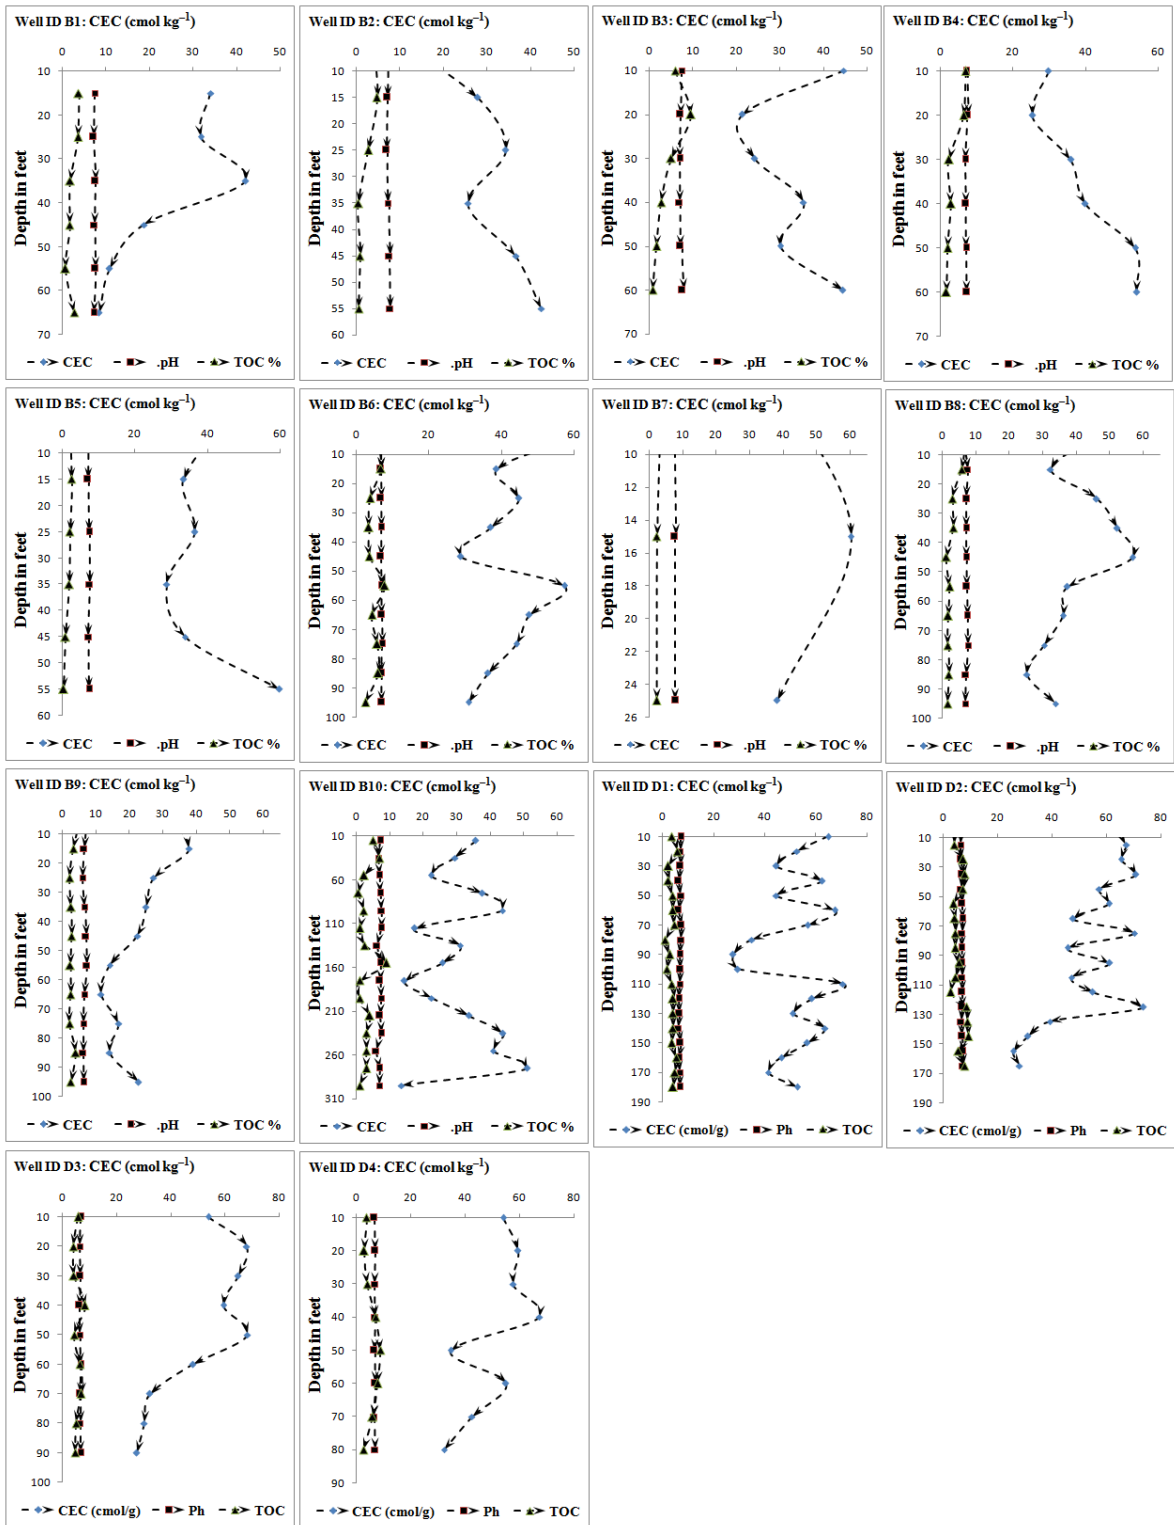 Well ID B1: CEC (cmol kg⁻¹)
0 10 20 30 40 50
10
20
30
40
50
60
70
Depth in feet
CEC .pH TOC %
Well ID B2: CEC (cmol kg⁻¹)
0 10 20 30 40 50
10
15
20
25
30
35
40
45
50
55
60
Depth in feet
CEC .pH TOC %
Well ID B3: CEC (cmol kg⁻¹)
0 10 20 30 40 50
10
20
30
40
50
60
70
Depth in feet
CEC .pH TOC %
Well ID B4: CEC (cmol kg⁻¹)
0 20 40 60
10
20
30
40
50
60
70
Depth in feet
CEC .pH TOC %
Well ID B5: CEC (cmol kg⁻¹)
0 20 40 60
10
15
20
25
30
35
40
45
50
55
60
Depth in feet
CEC .pH TOC %
Well ID B6: CEC (cmol kg⁻¹)
0 20 40 60
10
20
30
40
50
60
70
80
90
100
Depth in feet
CEC .pH TOC %
Well ID B7: CEC (cmol kg⁻¹)
0 10 20 30 40 50 60
10
12
14
16
18
20
22
24
26
Depth in feet
CEC .pH TOC %
Well ID B8: CEC (cmol kg⁻¹)
0 10 20 30 40 50 60
10
20
30
40
50
60
70
80
90
100
Depth in feet
CEC .pH TOC %
Well ID B9: CEC (cmol kg⁻¹)
0 10 20 30 40 50 60
10
20
30
40
50
60
70
80
90
100
Depth in feet
CEC .pH TOC %
Well ID B10: CEC (cmol kg⁻¹)
0 10 20 30 40 50 60
10
60
110
160
210
260
310
Depth in feet
CEC .pH TOC %
Well ID D1: CEC (cmol kg⁻¹)
0 20 40 60 80
10
30
50
70
90
110
130
150
170
190
Depth in feet
CEC (cmol/g) Ph TOC
Well ID D2: CEC (cmol kg⁻¹)
0 20 40 60 80
10
30
50
70
90
110
130
150
170
190
Depth in feet
CEC (cmol/g) Ph TOC
Well ID D3: CEC (cmol kg⁻¹)
0 20 40 60 80
10
20
30
40
50
60
70
80
90
100
Depth in feet
CEC (cmol/g) Ph TOC
Well ID D4: CEC (cmol kg⁻¹)
0 20 40 60 80
10
20
30
40
50
60
70
80
90
Depth in feet
CEC (cmol/g) Ph TOC